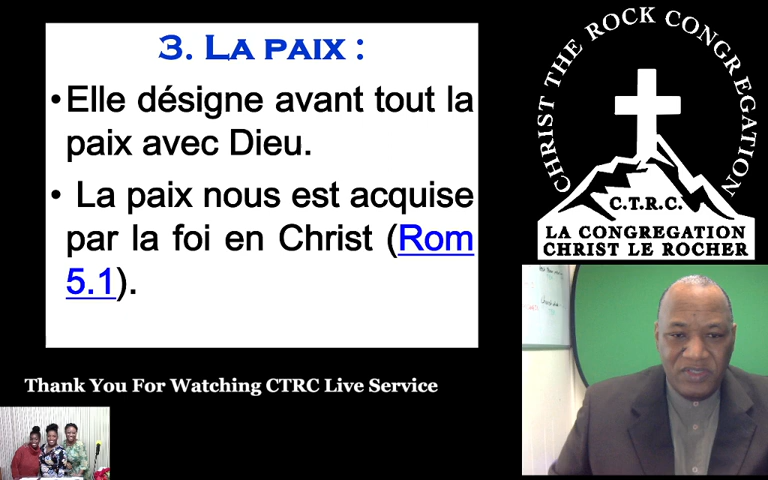 3. LA PAIX :
•Elle désigne avant tout la
paix avec Dieu.
• La paix nous est acquise
par la foi en Christ (Rom
5.1).
CHRIST THE ROCK CONGREGATION
C.T.R.C.
LA CONGREGATION
CHRIST LE ROCHER
Thank You For Watching CTRC Live Service